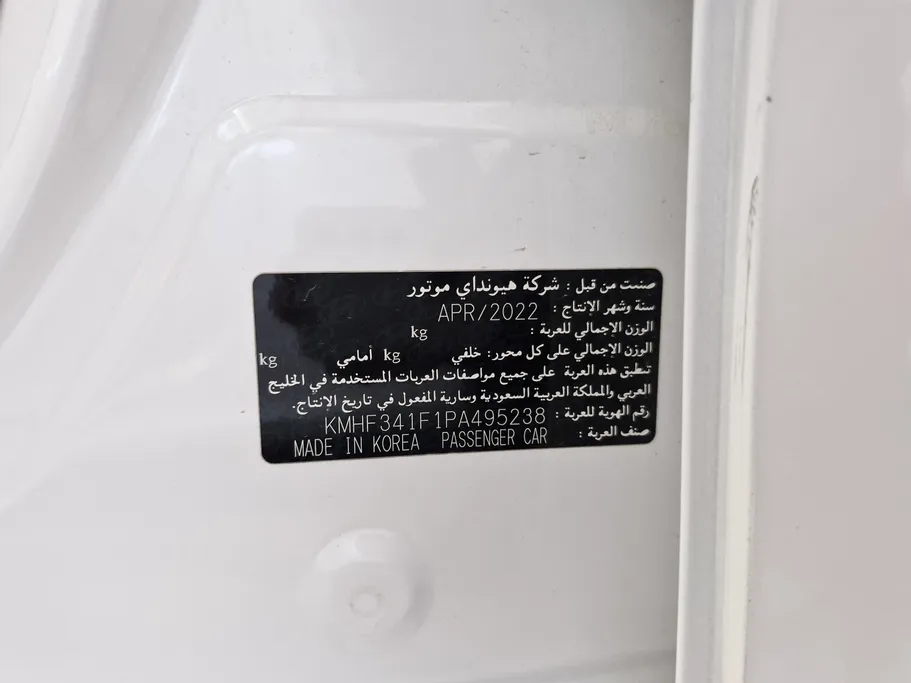 صنعت من قبل : شركة هيونداي موتور
سنة وشهر الإنتاج : APR/2022
الوزن الإجمالي للعربة : kg
الوزن الإجمالي على كل محور: خلفي kg أمامي kg
تنطبق هذه العربة على جميع مواصفات العربات المستخدمة في الخليج
العربي والمملكة العربية السعودية وسارية المفعول في تاريخ الإنتاج.
رقم الهوية للعربة : KMHF341F1PA495238
صنف العربة : PASSENGER CAR MADE IN KOREA